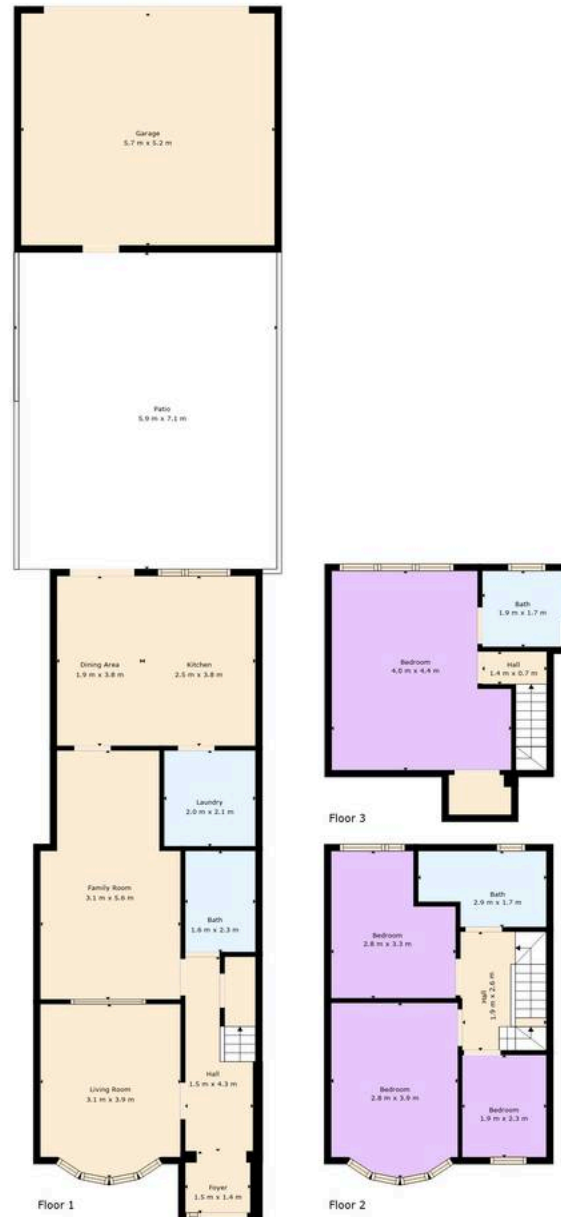 Garage
5.7 m x 5.2 m
Patio
5.9 m x 7.1 m
Dining Area
1.9 m x 3.8 m
Kitchen
2.5 m x 3.8 m
Laundry
2.0 m x 2.1 m
Family Room
3.1 m x 5.6 m
Bath
1.6 m x 2.3 m
Living Room
3.1 m x 3.9 m
Hall
1.5 m x 4.3 m
Foyer
1.5 m x 1.4 m
Floor 1
Bedroom
4.0 m x 4.4 m
Bath
1.9 m x 1.7 m
Hall
1.4 m x 0.7 m
Floor 3
Bath
2.9 m x 1.7 m
Bedroom
2.8 m x 3.3 m
Hall
1.9 m x 2.6 m
Bedroom
2.8 m x 3.9 m
Bedroom
1.9 m x 2.3 m
Floor 2